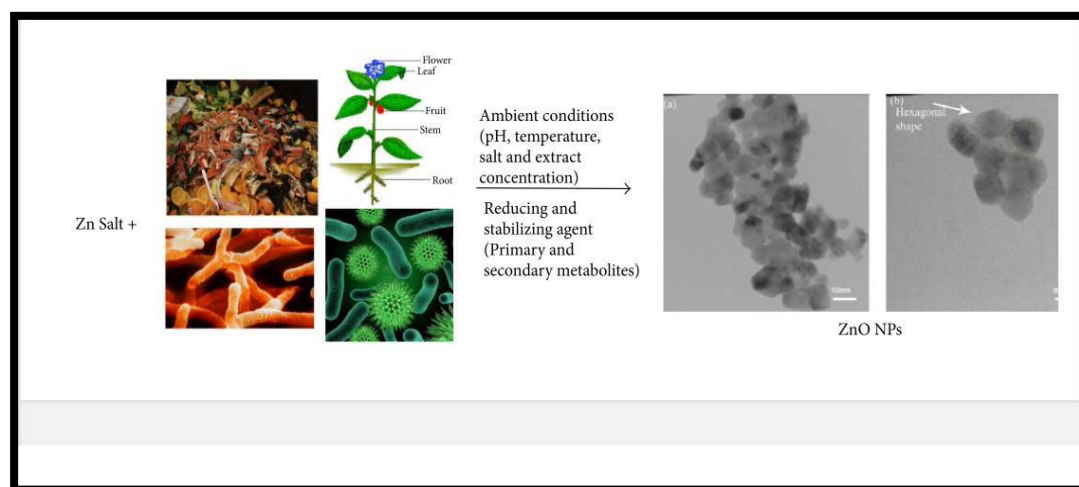 Zn Salt +
Flower
Leaf
Fruit
Stem
Root
Ambient conditions
(pH, temperature,
salt and extract
concentration)
Reducing and
stabilizing agent
(Primary and
secondary metabolites)
(a)
100nm
(b)
Hexagonal
shape
ZnO NPs